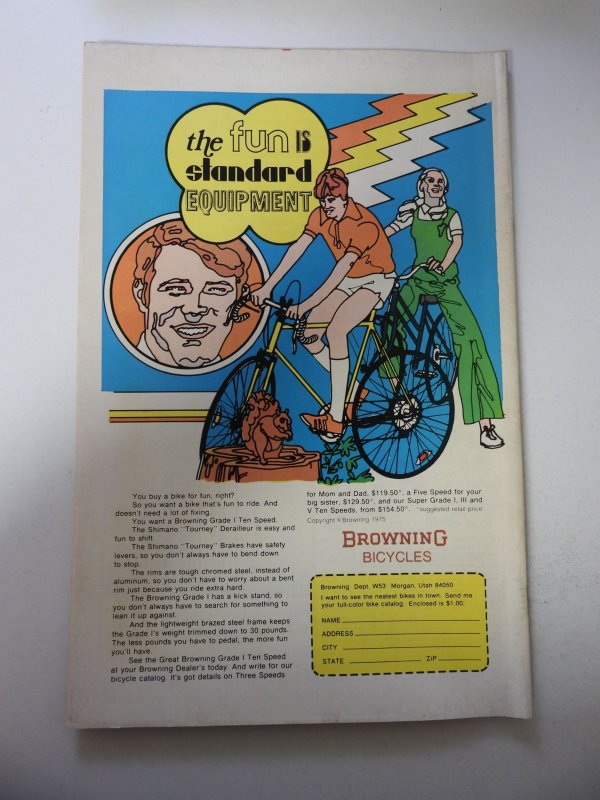 the fun IS
standard
EQUIPMENT
You buy a bike for fun, right?
So you want a bike that's fun to ride. And
doesn't need a lot of fixing.
You want a Browning Grade I Ten Speed.
The Shimano "Tourney" Derailleur is easy and
fun to shift.
The Shimano "Tourney" Brakes have safety
levers, so you don't always have to bend down
to stop.
The rims are tough chromed steel, instead of
aluminum, so you don't have to worry about a bent
rim just because you ride extra hard.
The Browning Grade I has a kick stand, so
you don't always have to search for something to
lean it up against.
And the lightweight brazed steel frame keeps
the Grade I's weight trimmed down to 30 pounds.
The less pounds you have to pedal, the more fun
you'll have.
See the Great Browning Grade I Ten Speed
at your Browning Dealer's today. And write for our
bicycle catalog. It's got details on Three Speeds
for Mom and Dad, $119.50*, a Five Speed for your
big sister, $129.50*, and our Super Grade I, III and
V Ten Speeds, from $154.50*. *suggested retail price
Copyright © Browning 1975
BROWNING
BICYCLES
Browning Dept. W53 Morgan, Utah 84050
I want to see the neatest bikes in town. Send me
your full-color bike catalog. Enclosed is $1.00.
NAME
ADDRESS
CITY
STATE ZIP